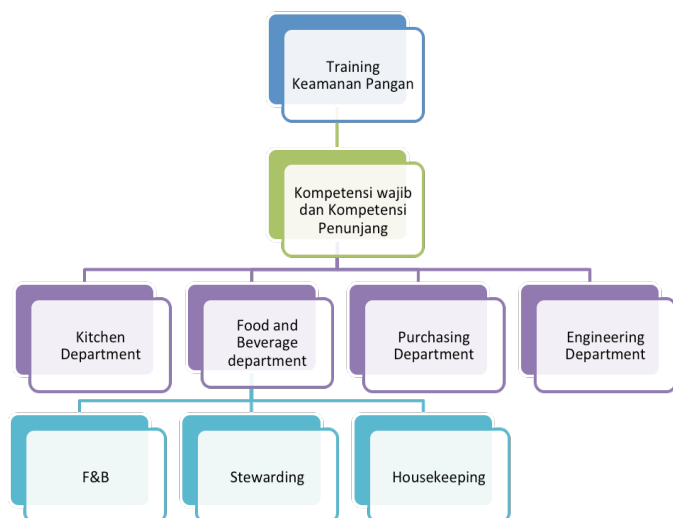 Training
Keamanan Pangan
Kompetensi wajib
dan Kompetensi
Penunjang
Kitchen
Department
Food and
Beverage
department
Purchasing
Department
Engineering
Department
F&B
Stewarding
Housekeeping